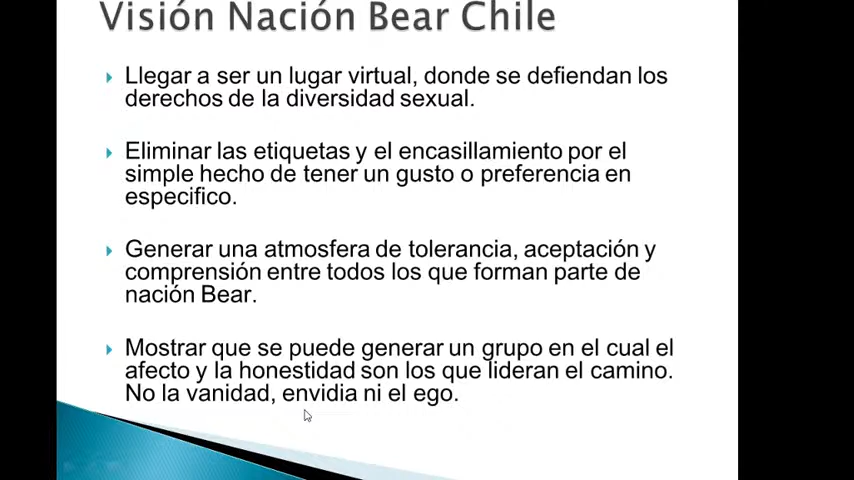 Visión Nación Bear Chile
Llegar a ser un lugar virtual, donde se defiendan los
derechos de la diversidad sexual.
Eliminar las etiquetas y el encasillamiento por el
simple hecho de tener un gusto o preferencia en
especifico.
Generar una atmosfera de tolerancia, aceptación y
comprensión entre todos los que forman parte de
nación Bear.
Mostrar que se puede generar un grupo en el cual el
afecto y la honestidad son los que lideran el camino.
No la vanidad, envidia ni el ego.